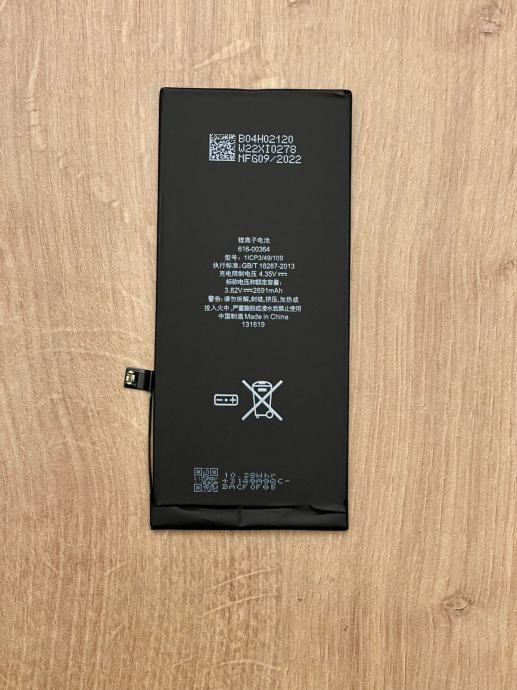 B04H02120
W22XI0278
MFG09/2022
锂离子电池
616-00364
型号：1ICP3/49/109
执行标准：GB/T 18287-2013
充电限制电压 4.35V⎓
标称电压和额定容量：
3.82V⎓2691mAh
警告：请勿拆解,刺破,挤压,加热或
投入火中,严重膨胀或浸水后禁止使用
中国制造 Made in China
131619
10.28Whr
+3149A9QC-
DACF0F65